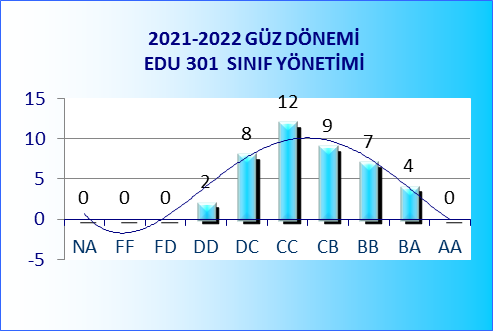 2021-2022 GÜZ DÖNEMİ
EDU 301 SINIF YÖNETİMİ
15
10
5
0
-5
0 0 0 2 8 12 9 7 4 0
NA FF FD DD DC CC CB BB BA AA